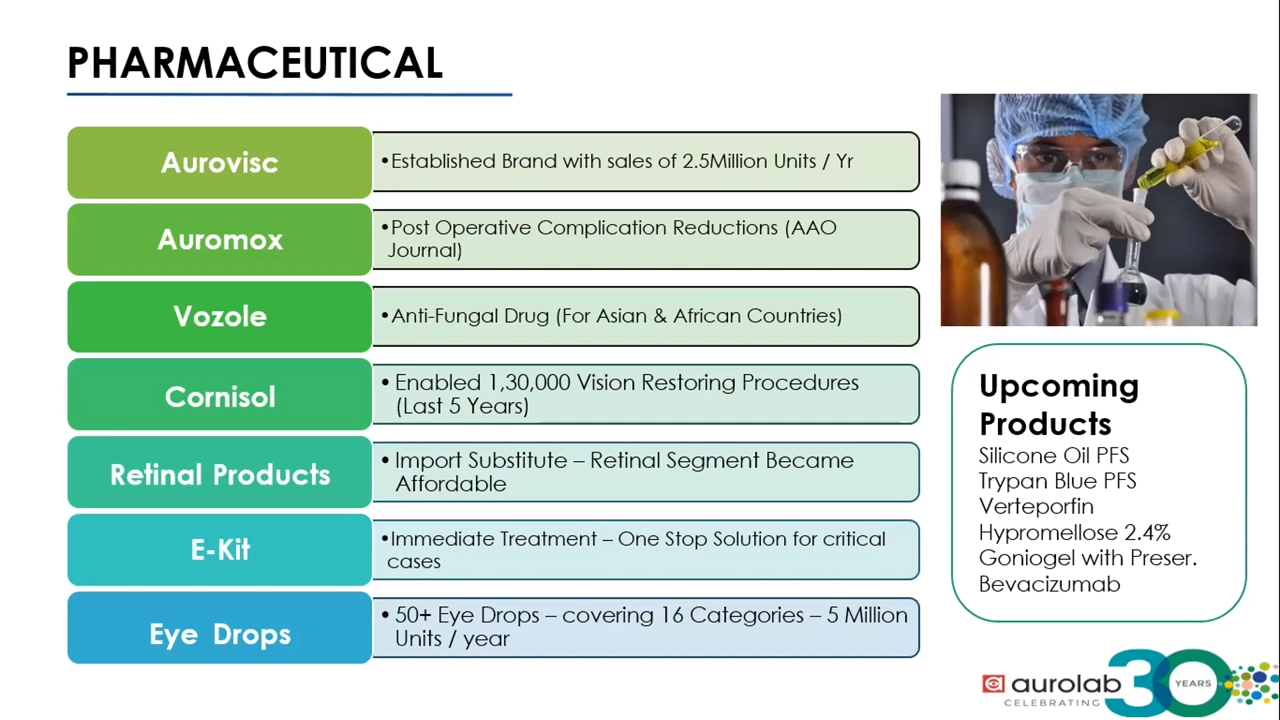 PHARMACEUTICAL
Aurovisc
•Established Brand with sales of 2.5Million Units / Yr
Auromox
•Post Operative Complication Reductions (AAO
Journal)
Vozole
•Anti-Fungal Drug (For Asian & African Countries)
Cornisol
• Enabled 1,30,000 Vision Restoring Procedures
(Last 5 Years)
Retinal Products
• Import Substitute – Retinal Segment Became
Affordable
E-Kit
•Immediate Treatment – One Stop Solution for critical
cases
Eye Drops
• 50+ Eye Drops – covering 16 Categories – 5 Million
Units / year
Upcoming
Products
Silicone Oil PFS
Trypan Blue PFS
Verteporfin
Hypromellose 2.4%
Goniogel with Preser.
Bevacizumab
aurolab
CELEBRATING
30
YEARS